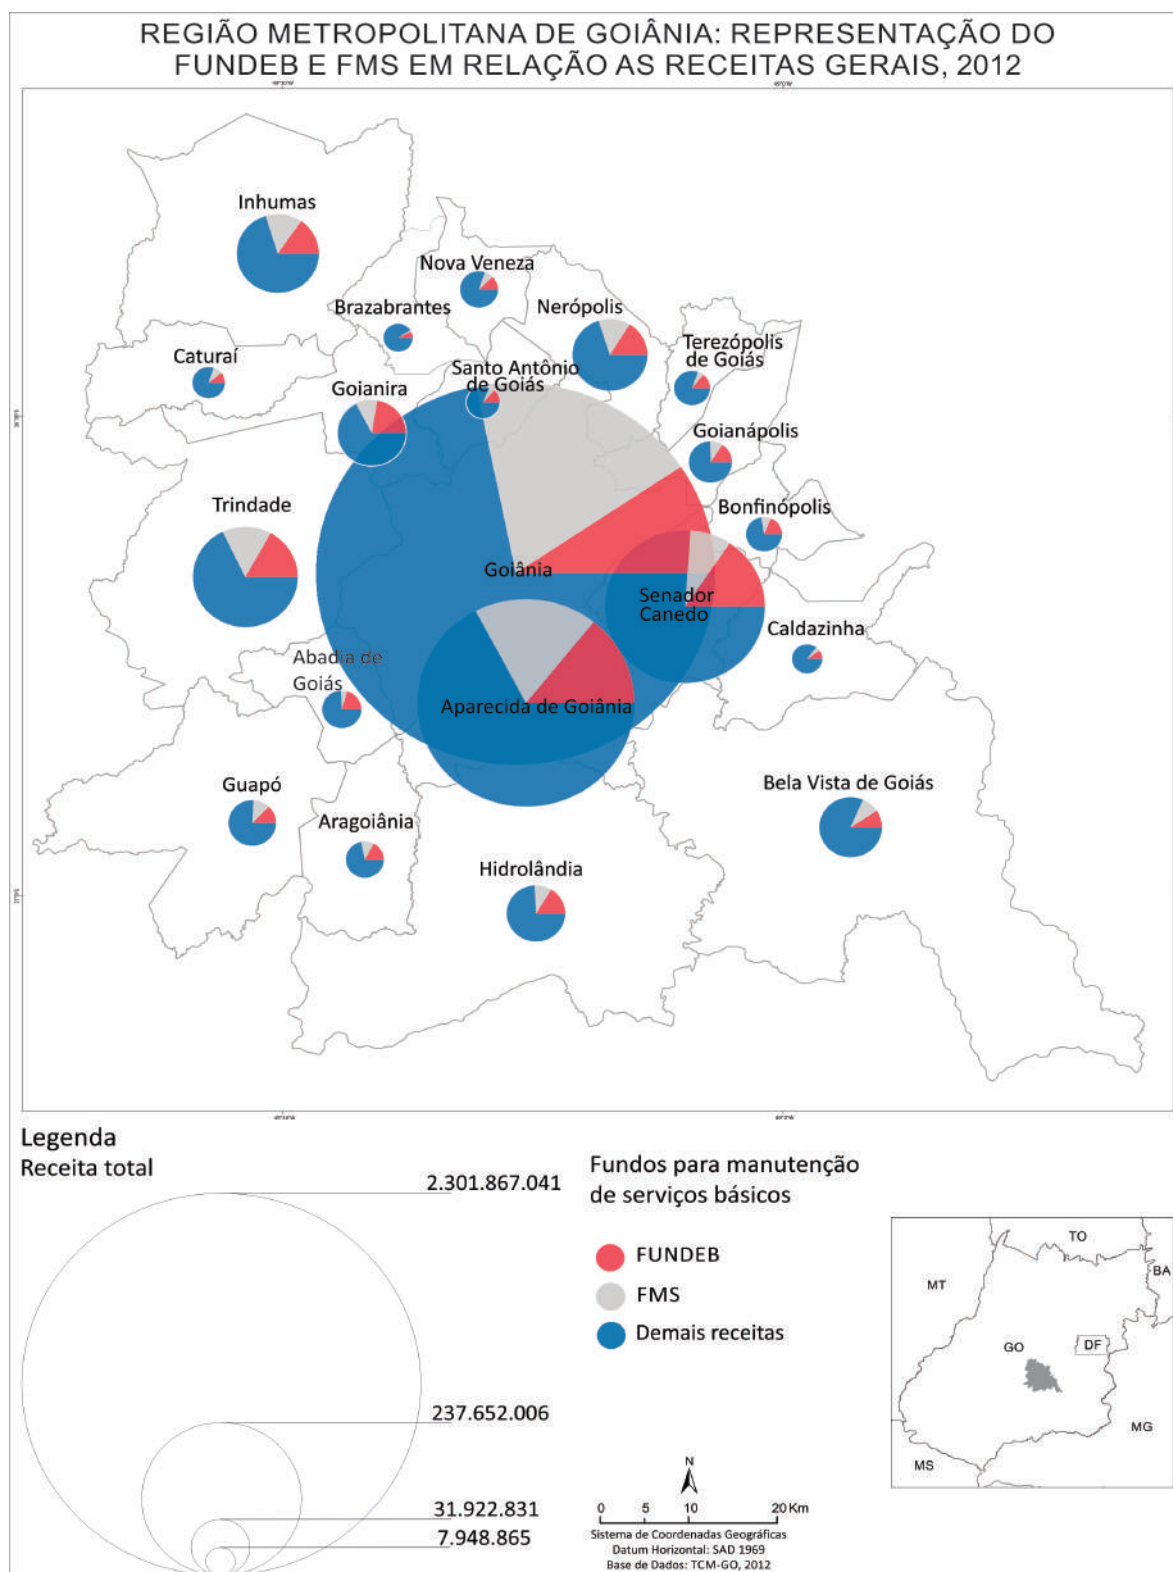 REGIÃO METROPOLITANA DE GOIÂNIA: REPRESENTAÇÃO DO
FUNDEB E FMS EM RELAÇÃO AS RECEITAS GERAIS, 2012
Inhumas
Nova Veneza
Brazabrantes
Nerópolis
Caturaí
Terezópolis
de Goiás
Santo Antônio
de Goiás
Goianira
Goianápolis
Trindade
Bonfinópolis
Goiânia
Senador
Canedo
Caldazinha
Abadia de
Goiás
Aparecida de Goiânia
Guapó
Bela Vista de Goiás
Aragoiânia
Hidrolândia
Legenda
Receita total
2.301.867.041
237.652.006
31.922.831
7.948.865
Fundos para manutenção
de serviços básicos
FUNDEB
FMS
Demais receitas
TO
MT
BA
GO
DF
MG
MS
N
0 5 10 20 Km
Sistema de Coordenadas Geográficas
Datum Horizontal: SAD 1969
Base de Dados: TCM-GO, 2012